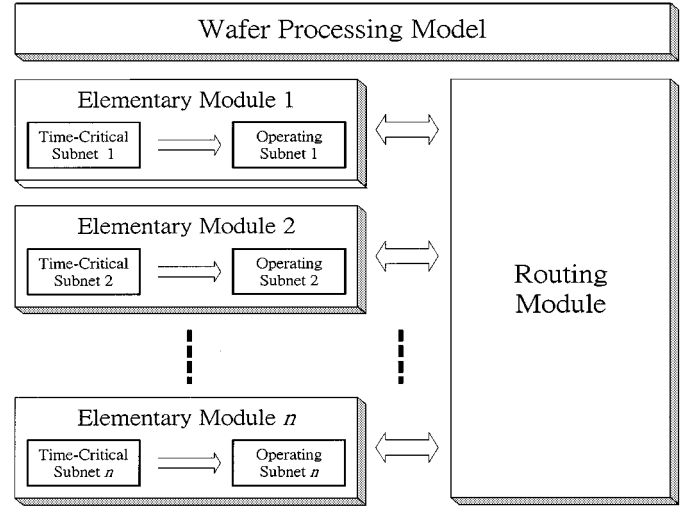 Wafer Processing Model
Elementary Module 1
Time-Critical
Subnet 1
Operating
Subnet 1
Elementary Module 2
Time-Critical
Subnet 2
Operating
Subnet 2
Routing
Module
Elementary Module n
Time-Critical
Subnet n
Operating
Subnet n